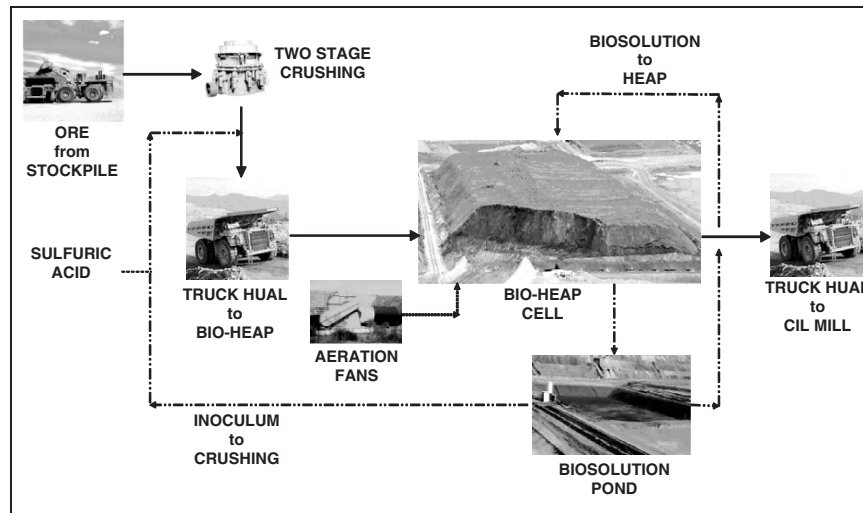 TWO STAGE
CRUSHING
BIOSOLUTION
to
HEAP
ORE
from
STOCKPILE
SULFURIC
ACID
TRUCK HUAL
to
BIO-HEAP
AERATION
FANS
BIO-HEAP
CELL
TRUCK HUAL
to
CIL MILL
INOCULUM
to
CRUSHING
BIOSOLUTION
POND